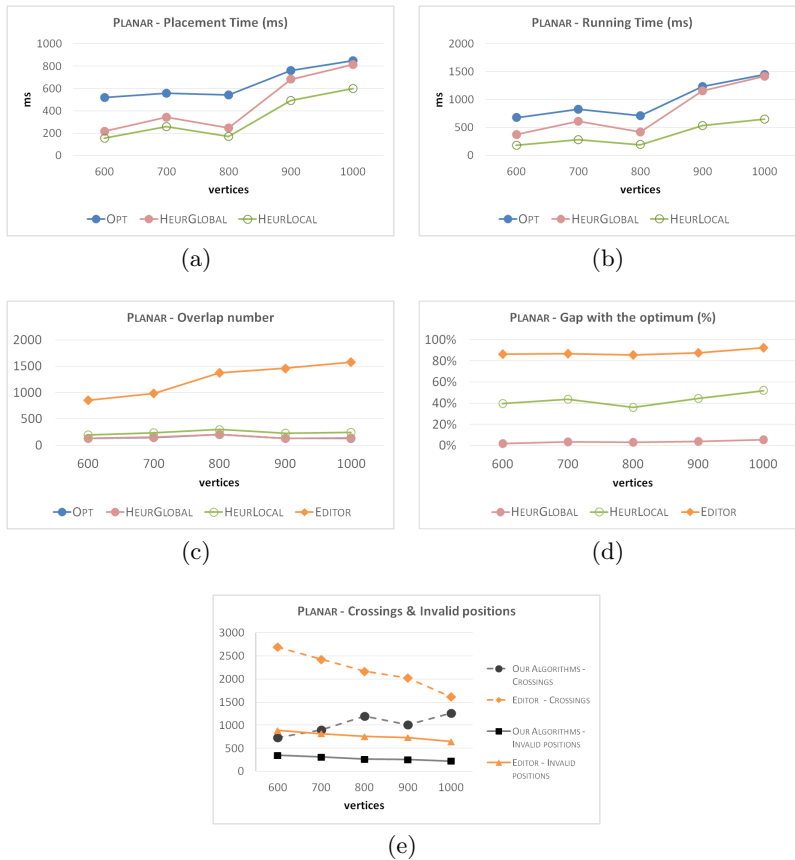 PLANAR - Placement Time (ms)
1000
800
600
400
200
0
ms
600 700 800 900 1000
vertices
OPT HEURGLOBAL HEURLOCAL
(a)
PLANAR - Running Time (ms)
2000
1500
1000
500
0
ms
600 700 800 900 1000
vertices
OPT HEURGLOBAL HEURLOCAL
(b)
PLANAR - Overlap number
2000
1500
1000
500
0
600 700 800 900 1000
vertices
OPT HEURGLOBAL HEURLOCAL EDITOR
(c)
PLANAR - Gap with the optimum (%)
100%
80%
60%
40%
20%
0%
600 700 800 900 1000
vertices
HEURGLOBAL HEURLOCAL EDITOR
(d)
PLANAR - Crossings & Invalid positions
3000
2500
2000
1500
1000
500
0
600 700 800 900 1000
vertices
OUR ALGORITHMS -
CROSSINGS
EDITOR - CROSSINGS
OUR ALGORITHMS -
INVALID POSITIONS
EDITOR - INVALID
POSITIONS
(e)